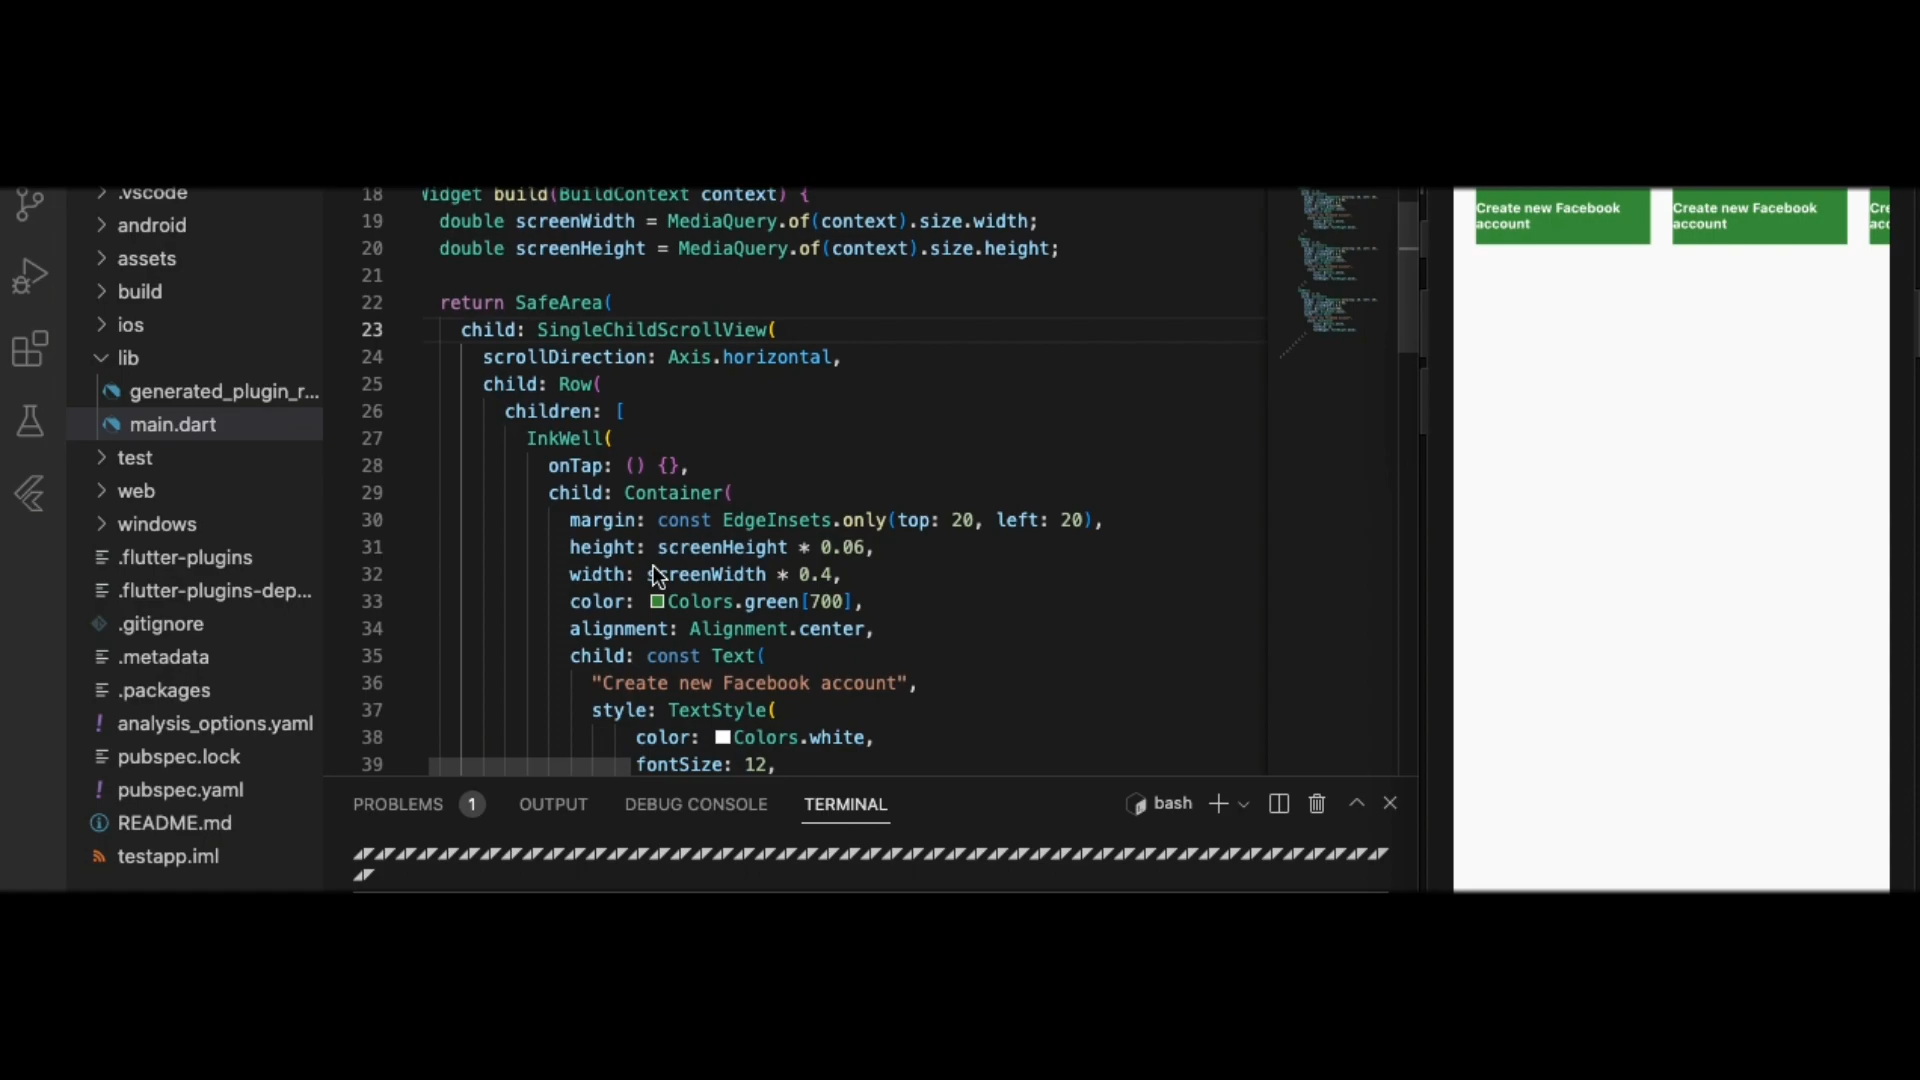 .vscode
android
assets
build
ios
lib
generated_plugin_r...
main.dart
test
web
windows
.flutter-plugins
.flutter-plugins-dep...
.gitignore
.metadata
.packages
analysis_options.yaml
pubspec.lock
pubspec.yaml
README.md
testapp.iml
18 Widget build(BuildContext context) {
19 double screenWidth = MediaQuery.of(context).size.width;
20 double screenHeight = MediaQuery.of(context).size.height;
21
22 return SafeArea(
23 child: SingleChildScrollView(
24 scrollDirection: Axis.horizontal,
25 child: Row(
26 children: [
27 InkWell(
28 onTap: () {},
29 child: Container(
30 margin: const EdgeInsets.only(top: 20, left: 20),
31 height: screenHeight * 0.06,
32 width: screenWidth * 0.4,
33 color: Colors.green[700],
34 alignment: Alignment.center,
35 child: const Text(
36 "Create new Facebook account",
37 style: TextStyle(
38 color: Colors.white,
39 fontSize: 12,
PROBLEMS 1 OUTPUT DEBUG CONSOLE TERMINAL bash
Create new Facebook
account
Create new Facebook
account
Cre
acc